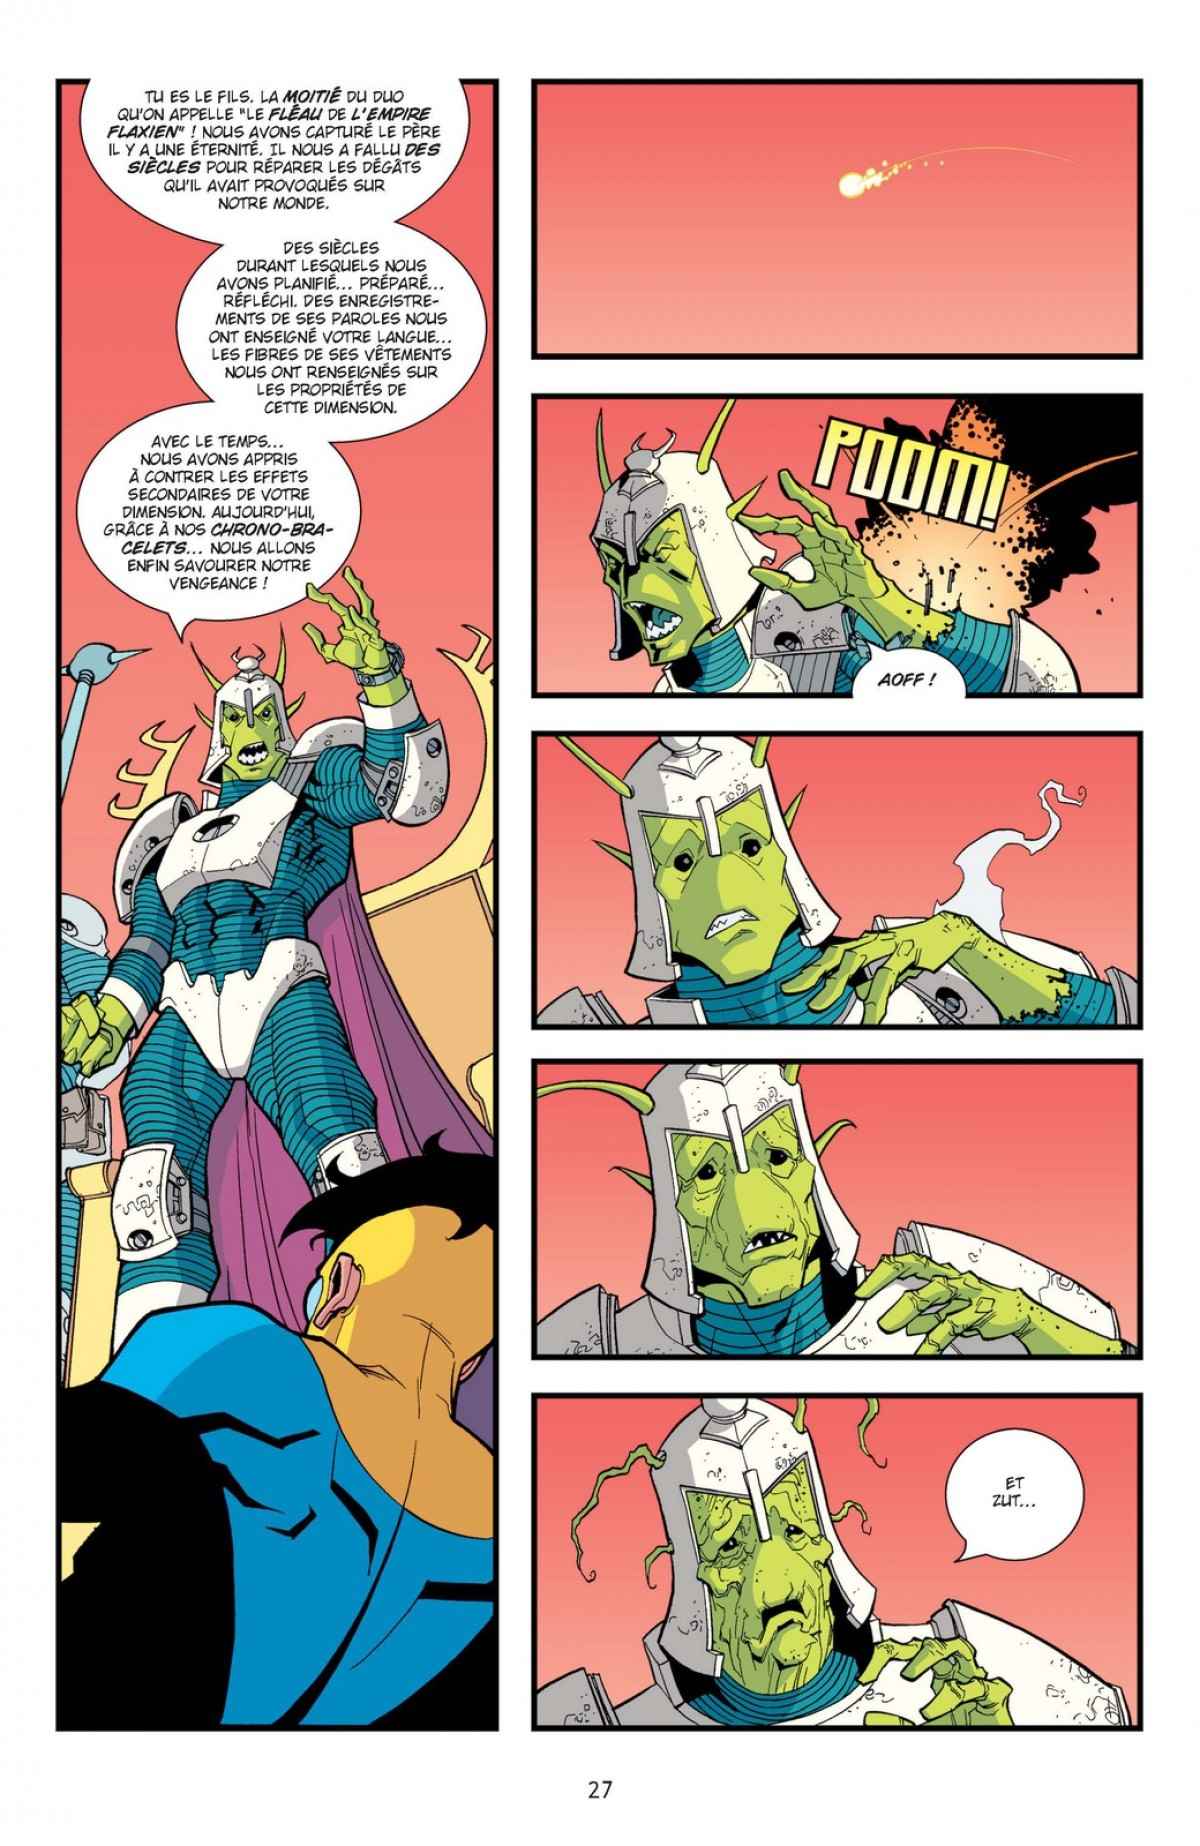 TU ES LE FILS. LA MOITIÉ DU DUO
QU'ON APPELLE "LE FLÉAU DE L'EMPIRE
FLAXIEN" ! NOUS AVONS CAPTURÉ LE PÈRE
IL Y A UNE ÉTERNITÉ. IL NOUS A FALLU DES
SIÈCLES POUR RÉPARER LES DÉGÂTS
QU'IL AVAIT PROVOQUÉS SUR
NOTRE MONDE.
DES SIÈCLES
DURANT LESQUELS NOUS
AVONS PLANIFIÉ... PRÉPARÉ...
RÉFLÉCHI. DES ENREGISTRE-
MENTS DE SES PAROLES NOUS
ONT ENSEIGNÉ VOTRE LANGUE...
LES FIBRES DE SES VÊTEMENTS
NOUS ONT RENSEIGNÉS SUR
LES PROPRIÉTÉS DE
CETTE DIMENSION.
AVEC LE TEMPS...
NOUS AVONS APPRIS
À CONTRER LES EFFETS
SECONDAIRES DE VOTRE
DIMENSION. AUJOURD'HUI,
GRÂCE À NOS CHRONO-BRA-
CELETS... NOUS ALLONS
ENFIN SAVOURER NOTRE
VENGEANCE !
POOM!
AOFF !
ET
ZUT...
27